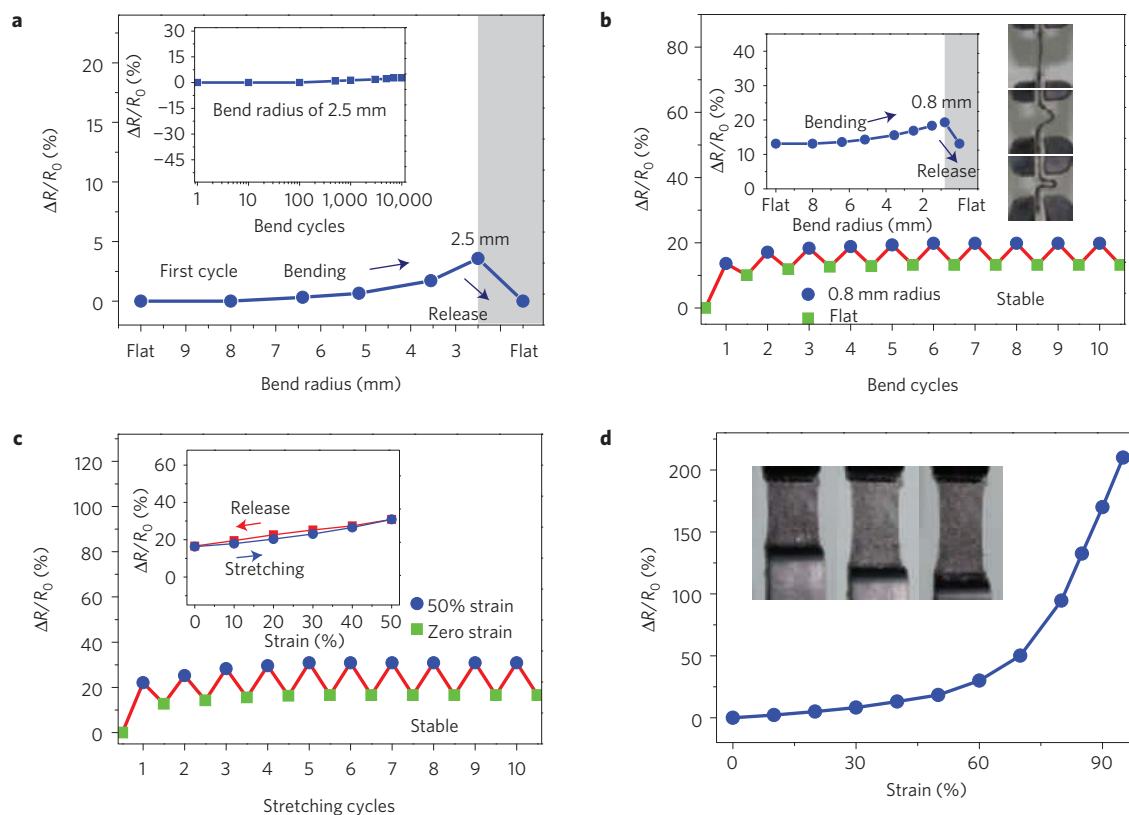 a
ΔR/R0 (%)
20
15
10
5
0
Flat 9 8 7 6 5 4 3 Flat
Bend radius (mm)
First cycle
Bending
2.5 mm
Release
ΔR/R0 (%)
30
15
0
−15
−30
−45
Bend radius of 2.5 mm
1 10 100 1,000 10,000
Bend cycles
b
ΔR/R0 (%)
80
60
40
20
0
1 2 3 4 5 6 7 8 9 10
Bend cycles
0.8 mm radius
Flat
Stable
ΔR/R0 (%)
40
30
20
10
0
Bending
0.8 mm
Release
Flat 8 6 4 2 Flat
Bend radius (mm)
c
ΔR/R0 (%)
120
100
80
60
40
20
0
1 2 3 4 5 6 7 8 9 10
Stretching cycles
50% strain
Zero strain
Stable
ΔR/R0 (%)
60
40
20
0
Release
Stretching
0 10 20 30 40 50
Strain (%)
d
ΔR/R0 (%)
200
150
100
50
0
0 30 60 90
Strain (%)